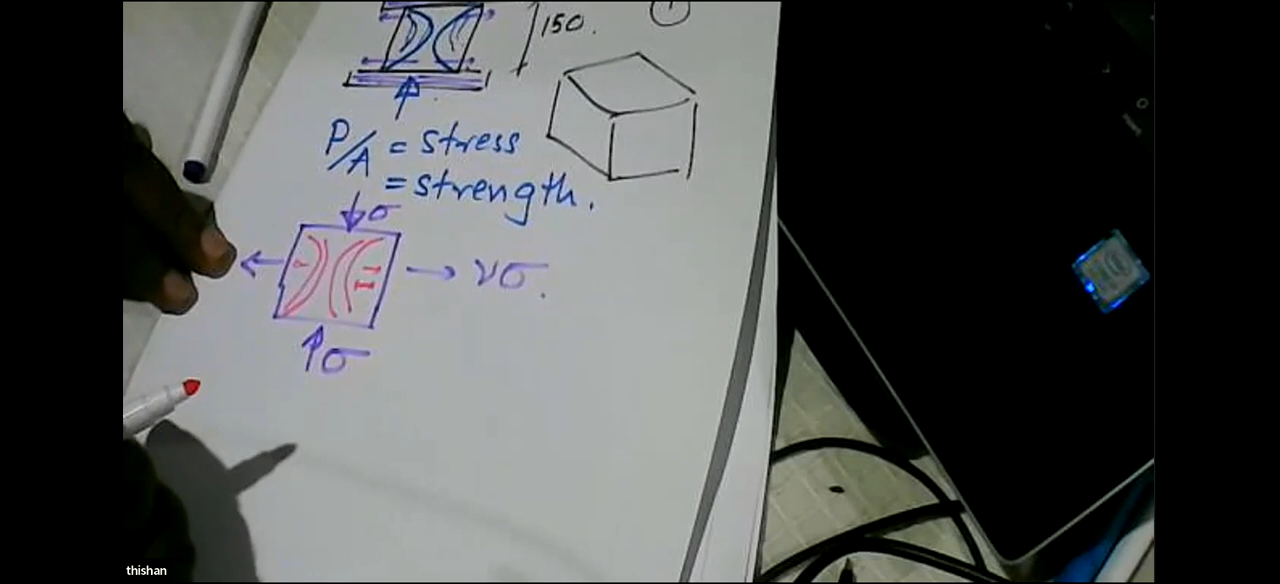 150.
P/A = stress
= strength.
σ
νσ.
σ
thishan